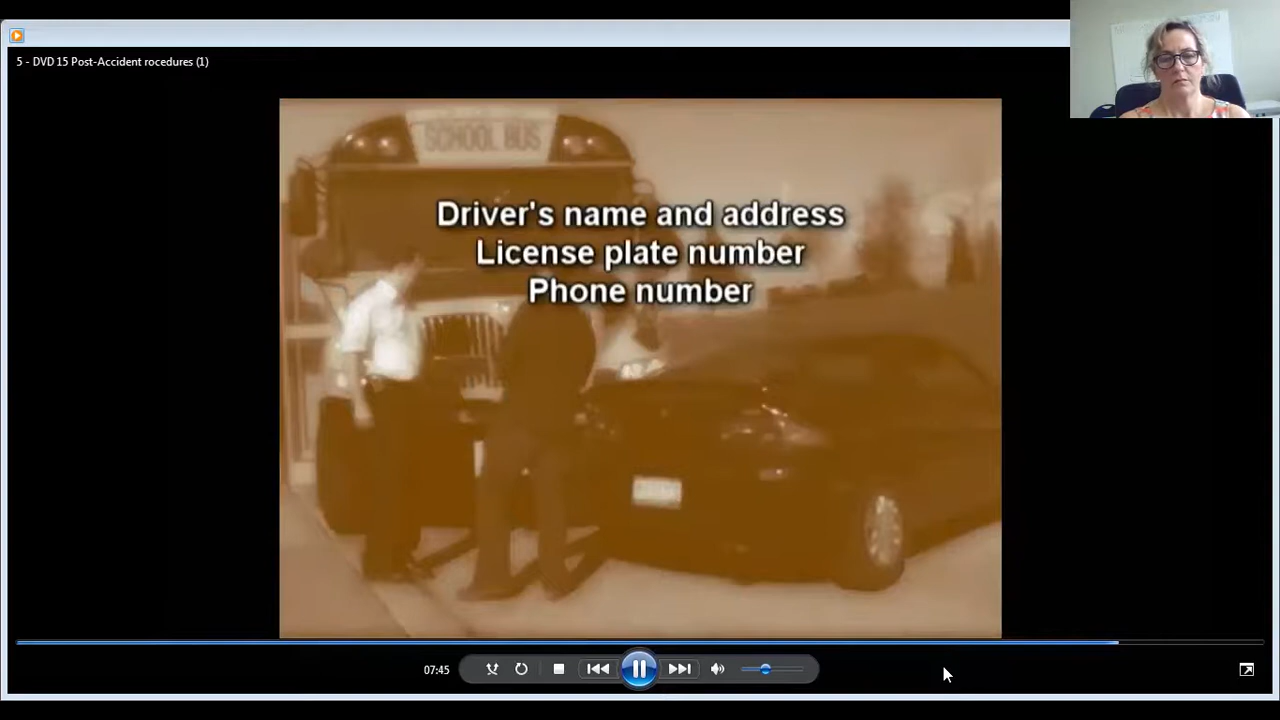 5 - DVD 15 Post-Accident rocedures (1)
SCHOOL BUS
Driver's name and address
License plate number
Phone number
07:45